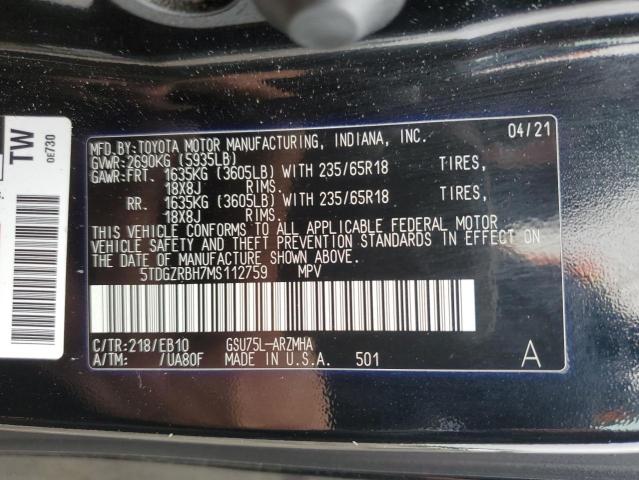 MFD.BY:TOYOTA MOTOR MANUFACTURING, INDIANA, INC. 04/21
GVWR:2690KG (5935LB)
GAWR:FRT. 1635KG (3605LB) WITH 235/65R18 TIRES,
18X8J RIMS.
RR. 1635KG (3605LB) WITH 235/65R18 TIRES,
18X8J RIMS.
THIS VEHICLE CONFORMS TO ALL APPLICABLE FEDERAL MOTOR
VEHICLE SAFETY AND THEFT PREVENTION STANDARDS IN EFFECT ON
THE DATE OF MANUFACTURE SHOWN ABOVE.
5TDGZRBH7MS112759 MPV
C/TR:218/EB10 GSU75L-ARZMHA
A/TM: /UA80F MADE IN U.S.A. 501 A
TW
0E730